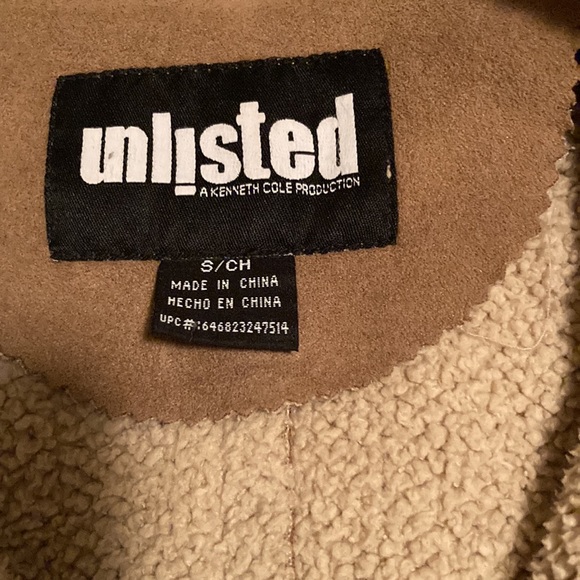 unlisted
A KENNETH COLE PRODUCTION
S/CH
MADE IN CHINA
HECHO EN CHINA
UPC#:646823247514